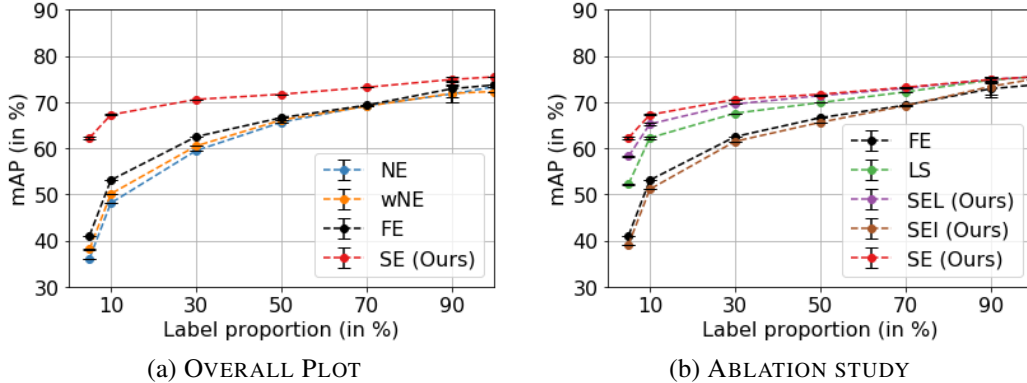 90
80
70
60
50
40
30
mAP (in %)
10 30 50 70 90
Label proportion (in %)
NE
wNE
FE
SE (Ours)
(a) OVERALL PLOT
90
80
70
60
50
40
30
mAP (in %)
10 30 50 70 90
Label proportion (in %)
FE
LS
SEL (Ours)
SEI (Ours)
SE (Ours)
(b) ABLATION STUDY